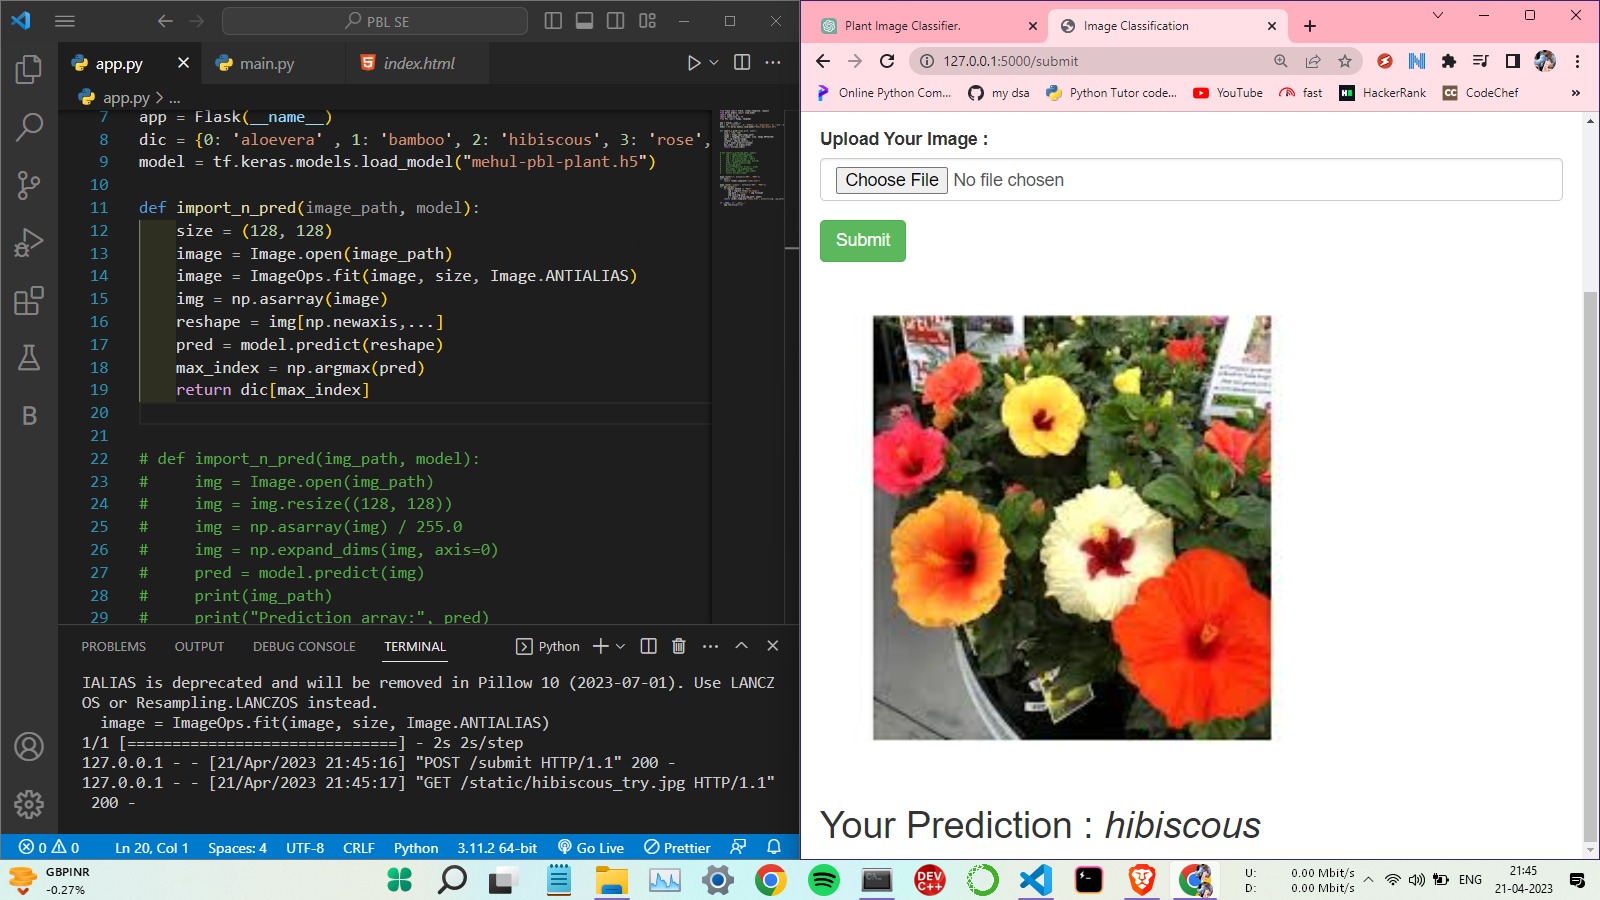 PBL SE
app.py
main.py
index.html
app.py > ...
7 app = Flask(__name__)
8 dic = {0: 'aloevera' , 1: 'bamboo', 2: 'hibiscous', 3: 'rose',
9 model = tf.keras.models.load_model("mehul-pbl-plant.h5")
10
11 def import_n_pred(image_path, model):
12 size = (128, 128)
13 image = Image.open(image_path)
14 image = ImageOps.fit(image, size, Image.ANTIALIAS)
15 img = np.asarray(image)
16 reshape = img[np.newaxis,...]
17 pred = model.predict(reshape)
18 max_index = np.argmax(pred)
19 return dic[max_index]
20
21
22 # def import_n_pred(img_path, model):
23 # img = Image.open(img_path)
24 # img = img.resize((128, 128))
25 # img = np.asarray(img) / 255.0
26 # img = np.expand_dims(img, axis=0)
27 # pred = model.predict(img)
28 # print(img_path)
29 # print("Prediction array:", pred)
PROBLEMS OUTPUT DEBUG CONSOLE TERMINAL Python
IALIAS is deprecated and will be removed in Pillow 10 (2023-07-01). Use LANCZ
OS or Resampling.LANCZOS instead.
image = ImageOps.fit(image, size, Image.ANTIALIAS)
1/1 [==============================] - 2s 2s/step
127.0.0.1 - - [21/Apr/2023 21:45:16] "POST /submit HTTP/1.1" 200 -
127.0.0.1 - - [21/Apr/2023 21:45:17] "GET /static/hibiscous_try.jpg HTTP/1.1"
200 -
0 0 Ln 20, Col 1 Spaces: 4 UTF-8 CRLF Python 3.11.2 64-bit Go Live Prettier
Plant Image Classifier.
Image Classification
127.0.0.1:5000/submit
Online Python Com... my dsa Python Tutor code... YouTube fast HackerRank CodeChef »
Upload Your Image :
Choose File No file chosen
Submit
Your Prediction : hibiscous
GBPINR
-0.27%
DEV
C++
U: 0.00 Mbit/s
D: 0.00 Mbit/s
ENG
21:45
21-04-2023